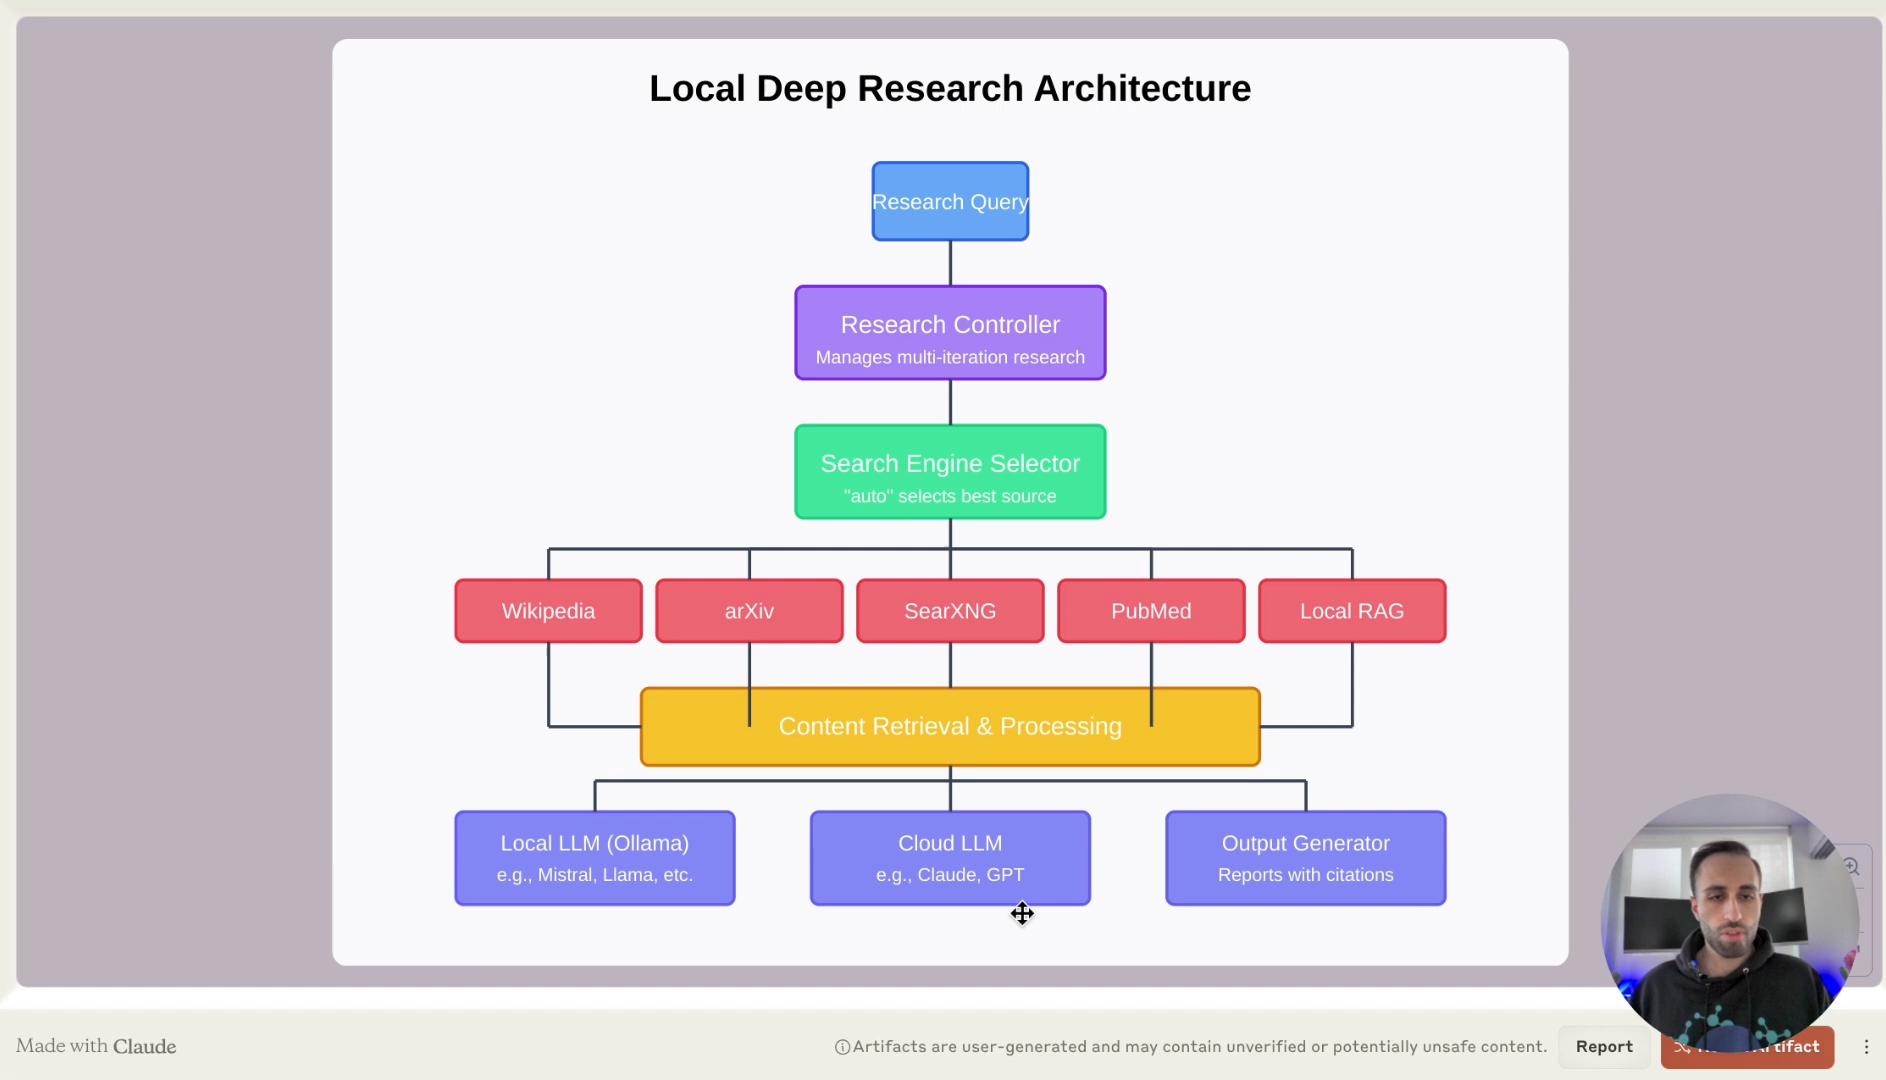 Local Deep Research Architecture
Research Query
Research Controller
Manages multi-iteration research
Search Engine Selector
"auto" selects best source
Wikipedia
arXiv
SearXNG
PubMed
Local RAG
Content Retrieval & Processing
Local LLM (Ollama)
e.g., Mistral, Llama, etc.
Cloud LLM
e.g., Claude, GPT
Output Generator
Reports with citations
Made with Claude
Artifacts are user-generated and may contain unverified or potentially unsafe content.
Report